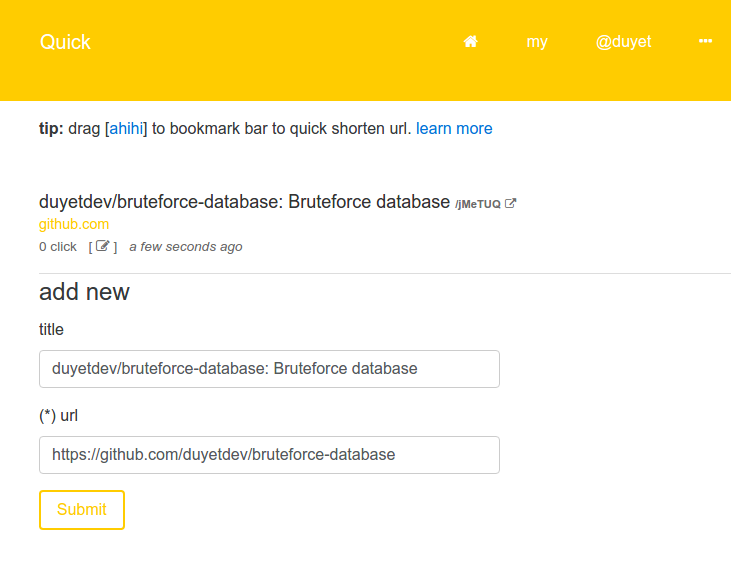 Quick
my
@duyet
tip: drag [ahihi] to bookmark bar to quick shorten url. learn more
duyetdev/bruteforce-database: Bruteforce database /jMeTUQ
github.com
0 click [ ] a few seconds ago
add new
title
duyetdev/bruteforce-database: Bruteforce database
(*) url
https://github.com/duyetdev/bruteforce-database
Submit